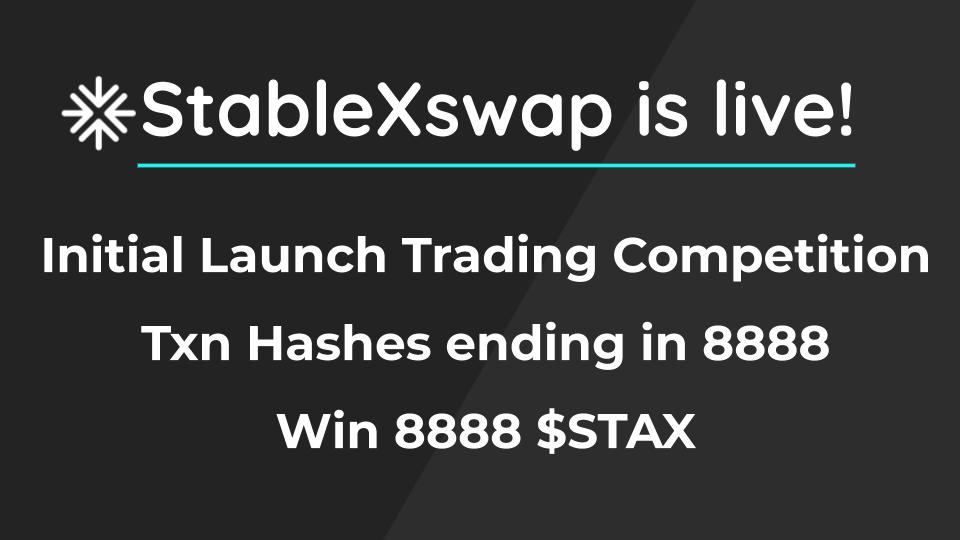 StableXswap is live!
Initial Launch Trading Competition
Txn Hashes ending in 8888
Win 8888 $STAX